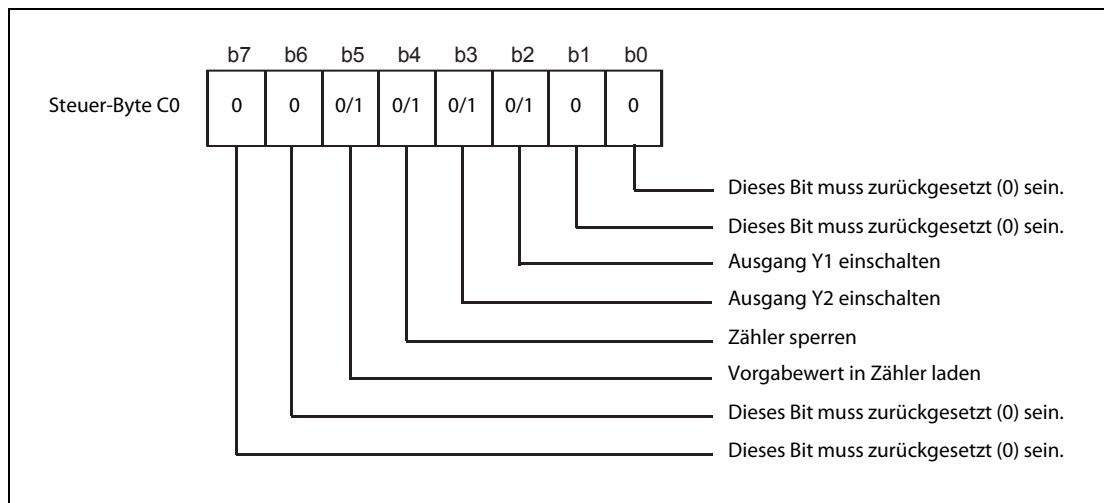 b7 b6 b5 b4 b3 b2 b1 b0
Steuer-Byte C0 0 0 0/1 0/1 0/1 0/1 0 0
Dieses Bit muss zurückgesetzt (0) sein.
Dieses Bit muss zurückgesetzt (0) sein.
Ausgang Y1 einschalten
Ausgang Y2 einschalten
Zähler sperren
Vorgabewert in Zähler laden
Dieses Bit muss zurückgesetzt (0) sein.
Dieses Bit muss zurückgesetzt (0) sein.